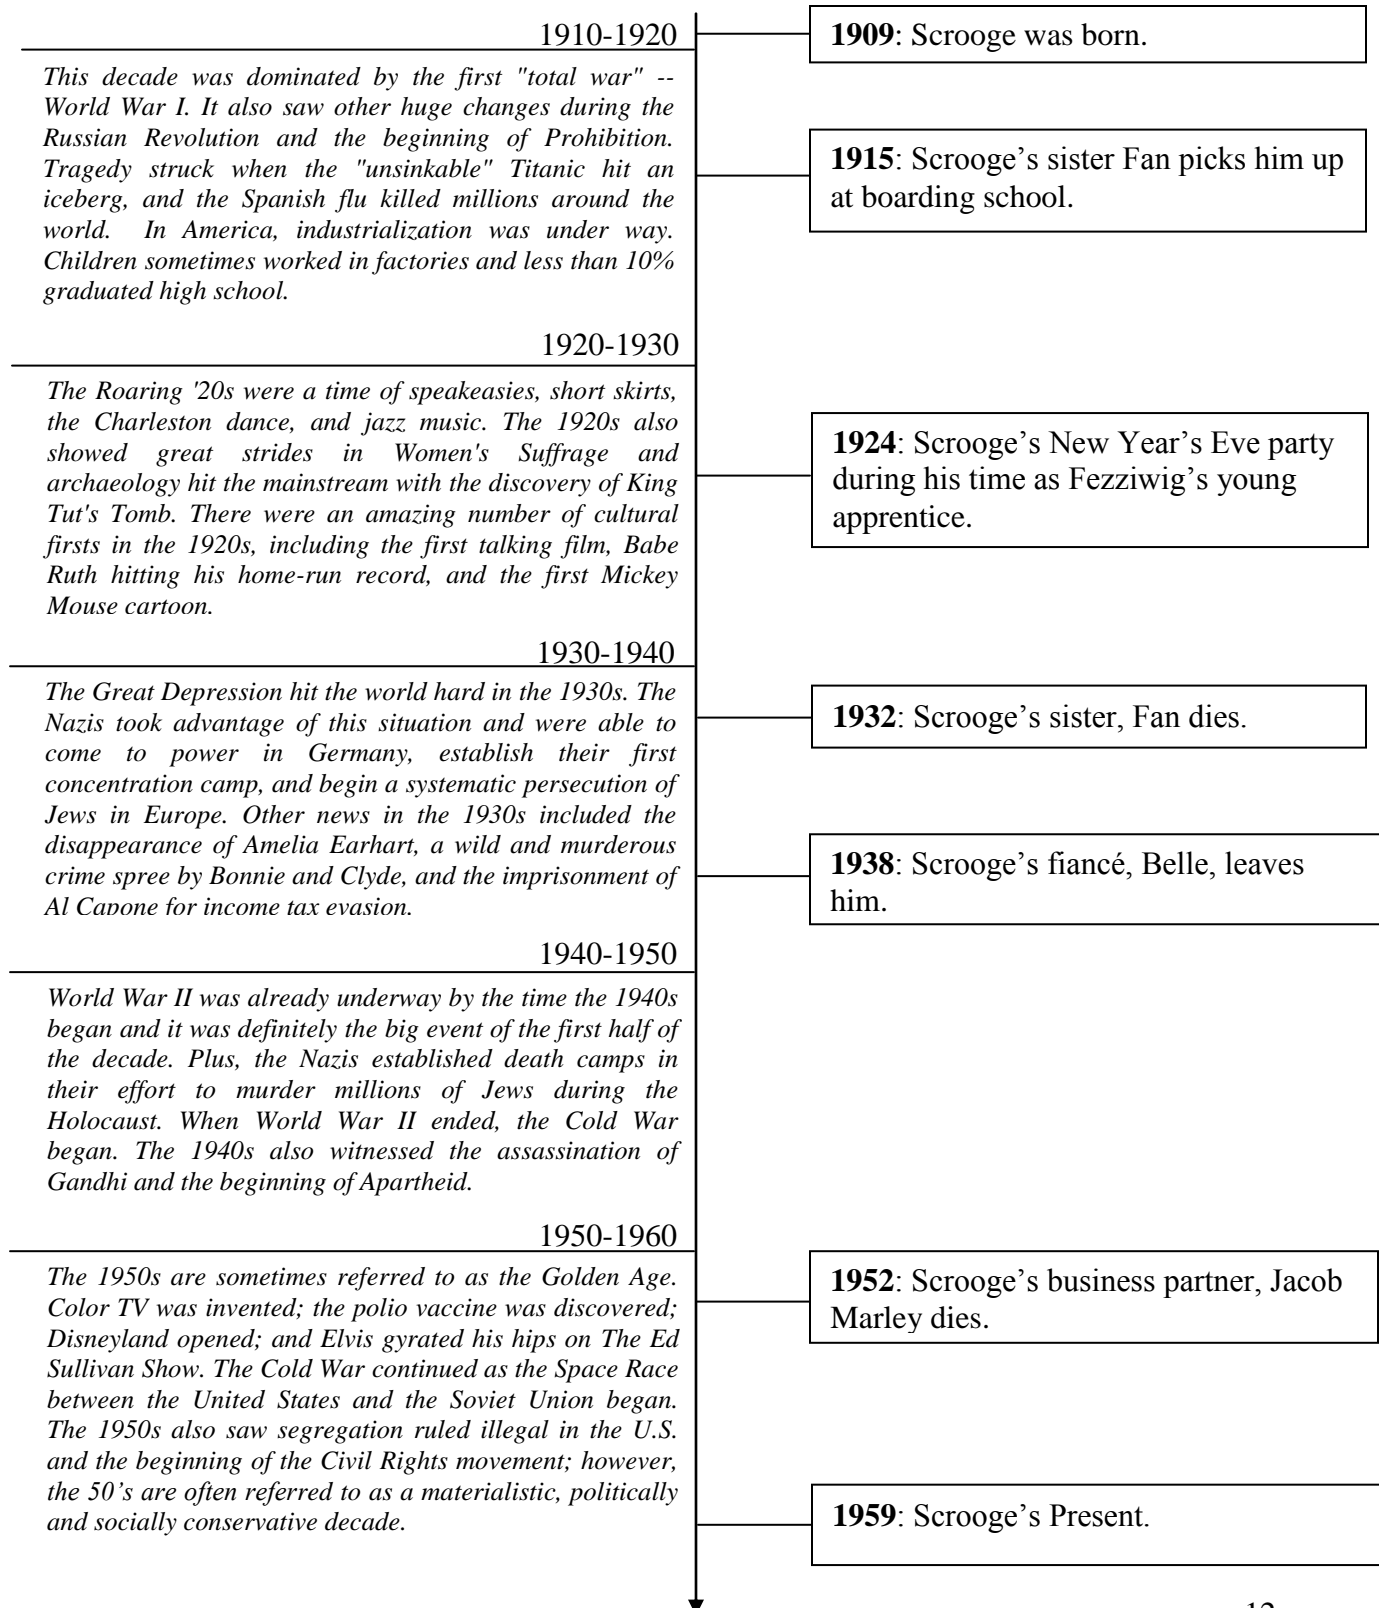 1910-1920
This decade was dominated by the first "total war" --
World War I. It also saw other huge changes during the
Russian Revolution and the beginning of Prohibition.
Tragedy struck when the "unsinkable" Titanic hit an
iceberg, and the Spanish flu killed millions around the
world. In America, industrialization was under way.
Children sometimes worked in factories and less than 10%
graduated high school.
1909: Scrooge was born.
1915: Scrooge’s sister Fan picks him up
at boarding school.
1920-1930
The Roaring '20s were a time of speakeasies, short skirts,
the Charleston dance, and jazz music. The 1920s also
showed great strides in Women's Suffrage and
archaeology hit the mainstream with the discovery of King
Tut's Tomb. There were an amazing number of cultural
firsts in the 1920s, including the first talking film, Babe
Ruth hitting his home-run record, and the first Mickey
Mouse cartoon.
1924: Scrooge’s New Year’s Eve party
during his time as Fezziwig’s young
apprentice.
1930-1940
The Great Depression hit the world hard in the 1930s. The
Nazis took advantage of this situation and were able to
come to power in Germany, establish their first
concentration camp, and begin a systematic persecution of
Jews in Europe. Other news in the 1930s included the
disappearance of Amelia Earhart, a wild and murderous
crime spree by Bonnie and Clyde, and the imprisonment of
Al Capone for income tax evasion.
1932: Scrooge’s sister, Fan dies.
1938: Scrooge’s fiancé, Belle, leaves
him.
1940-1950
World War II was already underway by the time the 1940s
began and it was definitely the big event of the first half of
the decade. Plus, the Nazis established death camps in
their effort to murder millions of Jews during the
Holocaust. When World War II ended, the Cold War
began. The 1940s also witnessed the assassination of
Gandhi and the beginning of Apartheid.
1950-1960
The 1950s are sometimes referred to as the Golden Age.
Color TV was invented; the polio vaccine was discovered;
Disneyland opened; and Elvis gyrated his hips on The Ed
Sullivan Show. The Cold War continued as the Space Race
between the United States and the Soviet Union began.
The 1950s also saw segregation ruled illegal in the U.S.
and the beginning of the Civil Rights movement; however,
the 50’s are often referred to as a materialistic, politically
and socially conservative decade.
1952: Scrooge’s business partner, Jacob
Marley dies.
1959: Scrooge’s Present.